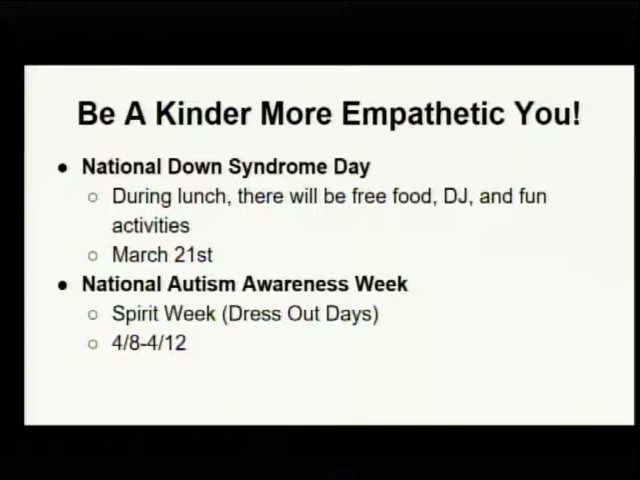 Be A Kinder More Empathetic You!
● National Down Syndrome Day
○ During lunch, there will be free food, DJ, and fun
activities
○ March 21st
● National Autism Awareness Week
○ Spirit Week (Dress Out Days)
○ 4/8-4/12